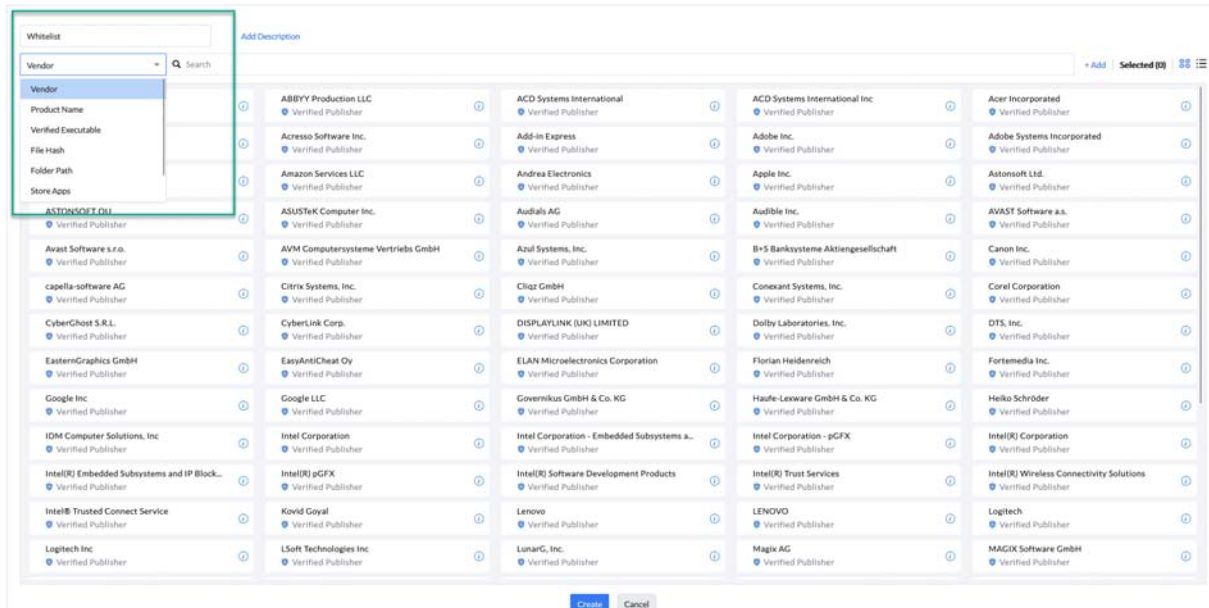 Whitelist
Add Description
Vendor
Search
+ Add
Selected (0)
Vendor
Product Name
Verified Executable
File Hash
Folder Path
Store Apps
ABBYY Production LLC
Verified Publisher
ACD Systems International
Verified Publisher
ACD Systems International Inc
Verified Publisher
Acer Incorporated
Verified Publisher
Acresso Software Inc.
Verified Publisher
Add-in Express
Verified Publisher
Adobe Inc.
Verified Publisher
Adobe Systems Incorporated
Verified Publisher
Amazon Services LLC
Verified Publisher
Andrea Electronics
Verified Publisher
Apple Inc.
Verified Publisher
Astonsoft Ltd.
Verified Publisher
ASTONSOFT OU
Verified Publisher
ASUSTeK Computer Inc.
Verified Publisher
Audials AG
Verified Publisher
Audible Inc.
Verified Publisher
AVAST Software a.s.
Verified Publisher
Avast Software s.r.o.
Verified Publisher
AVM Computersysteme Vertriebs GmbH
Verified Publisher
Azul Systems, Inc.
Verified Publisher
B+S Banksysteme Aktiengesellschaft
Verified Publisher
Canon Inc.
Verified Publisher
capella-software AG
Verified Publisher
Citrix Systems, Inc.
Verified Publisher
Cliqz GmbH
Verified Publisher
Conexant Systems, Inc.
Verified Publisher
Corel Corporation
Verified Publisher
CyberGhost S.R.L.
Verified Publisher
CyberLink Corp.
Verified Publisher
DISPLAYLINK (UK) LIMITED
Verified Publisher
Dolby Laboratories, Inc.
Verified Publisher
DTS, Inc.
Verified Publisher
EasternGraphics GmbH
Verified Publisher
EasyAntiCheat Oy
Verified Publisher
ELAN Microelectronics Corporation
Verified Publisher
Florian Heidenreich
Verified Publisher
Fortemedia Inc.
Verified Publisher
Google Inc
Verified Publisher
Google LLC
Verified Publisher
Governikus GmbH & Co. KG
Verified Publisher
Haufe-Lexware GmbH & Co. KG
Verified Publisher
Heiko Schröder
Verified Publisher
IDM Computer Solutions, Inc
Verified Publisher
Intel Corporation
Verified Publisher
Intel Corporation - Embedded Subsystems a...
Verified Publisher
Intel Corporation - pGFX
Verified Publisher
Intel(R) Corporation
Verified Publisher
Intel(R) Embedded Subsystems and IP Block...
Verified Publisher
Intel(R) pGFX
Verified Publisher
Intel(R) Software Development Products
Verified Publisher
Intel(R) Trust Services
Verified Publisher
Intel(R) Wireless Connectivity Solutions
Verified Publisher
Intel® Trusted Connect Service
Verified Publisher
Kovid Goyal
Verified Publisher
Lenovo
Verified Publisher
LENOVO
Verified Publisher
Logitech
Verified Publisher
Logitech Inc
Verified Publisher
LSoft Technologies Inc
Verified Publisher
LunarG, Inc.
Verified Publisher
Magix AG
Verified Publisher
MAGIX Software GmbH
Verified Publisher
Create
Cancel